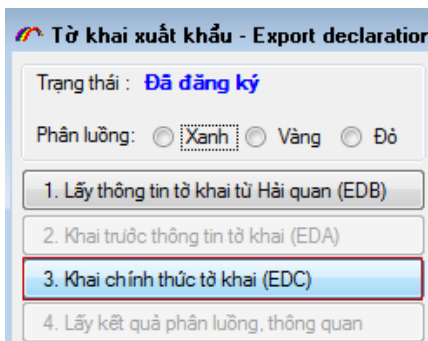 Tờ khai xuất khẩu - Export declaration
Trạng thái : Đã đăng ký
Phân luồng: Xanh Vàng Đỏ
1. Lấy thông tin tờ khai từ Hải quan (EDB)
2. Khai trước thông tin tờ khai (EDA)
3. Khai chính thức tờ khai (EDC)
4. Lấy kết quả phân luồng, thông quan